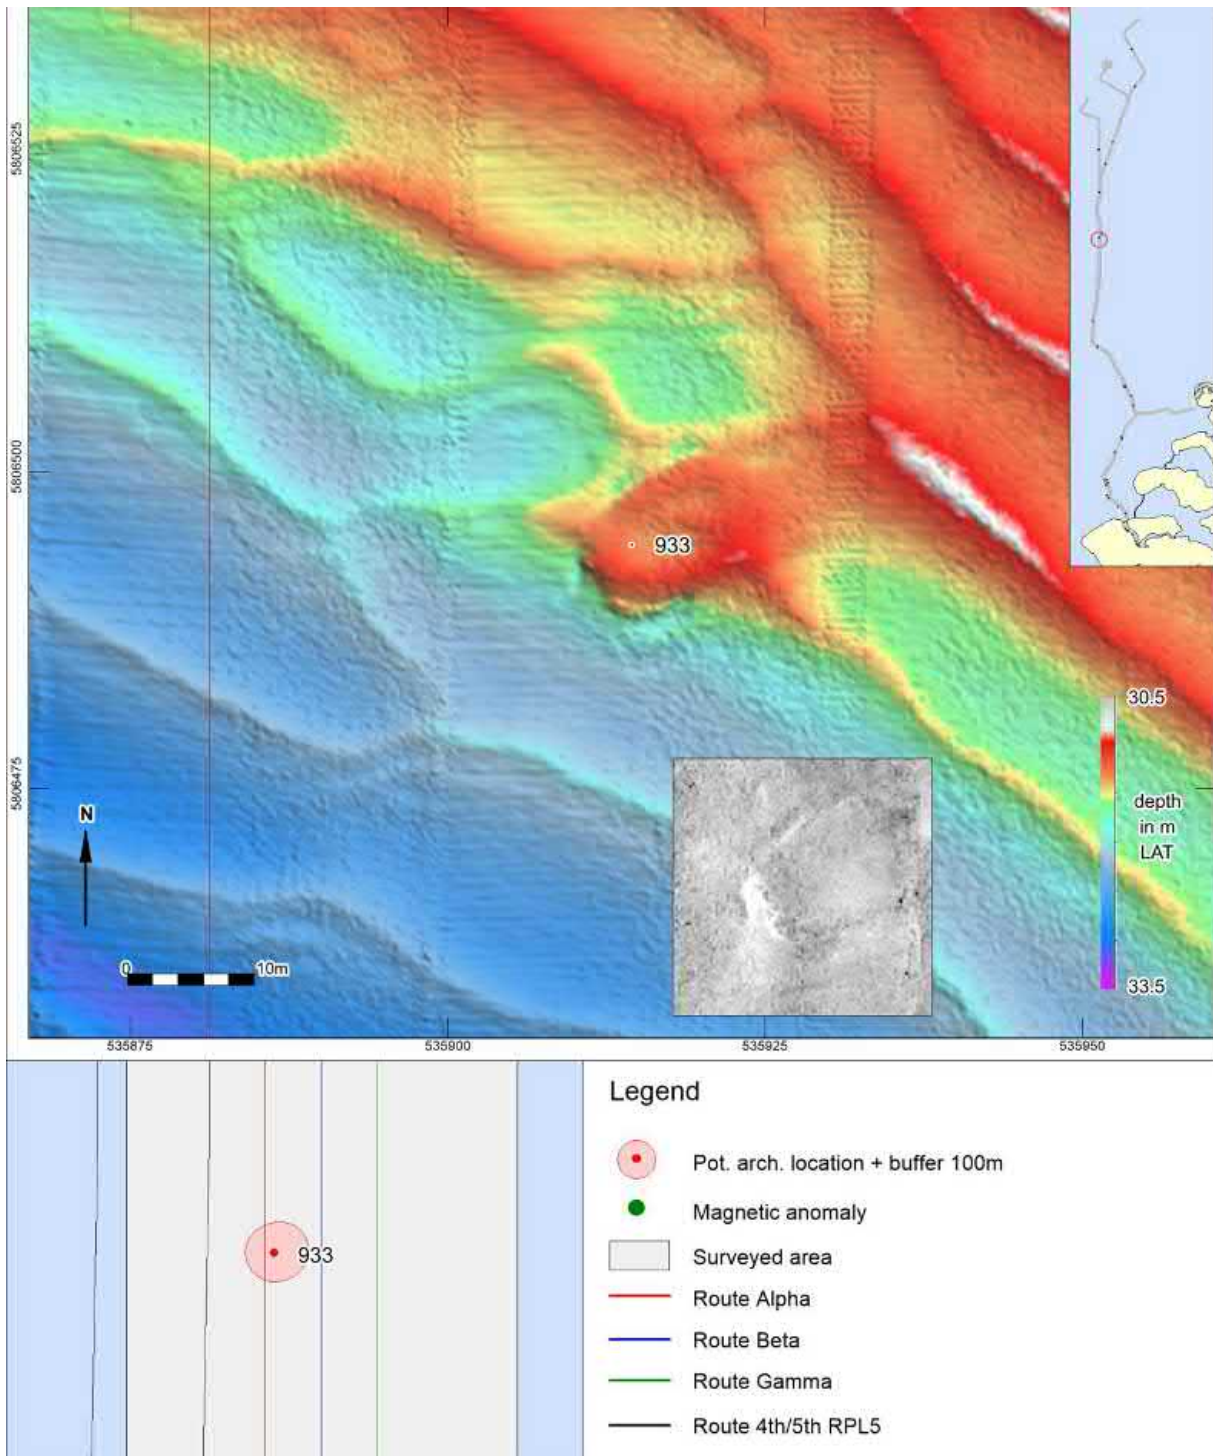 5806525
5806500
933
30.5
5806475
depth
in m
LAT
N
0 10m
33.5
535875 535900 535925 535950
Legend
Pot. arch. location + buffer 100m
Magnetic anomaly
933
Surveyed area
Route Alpha
Route Beta
Route Gamma
Route 4th/5th RPL5